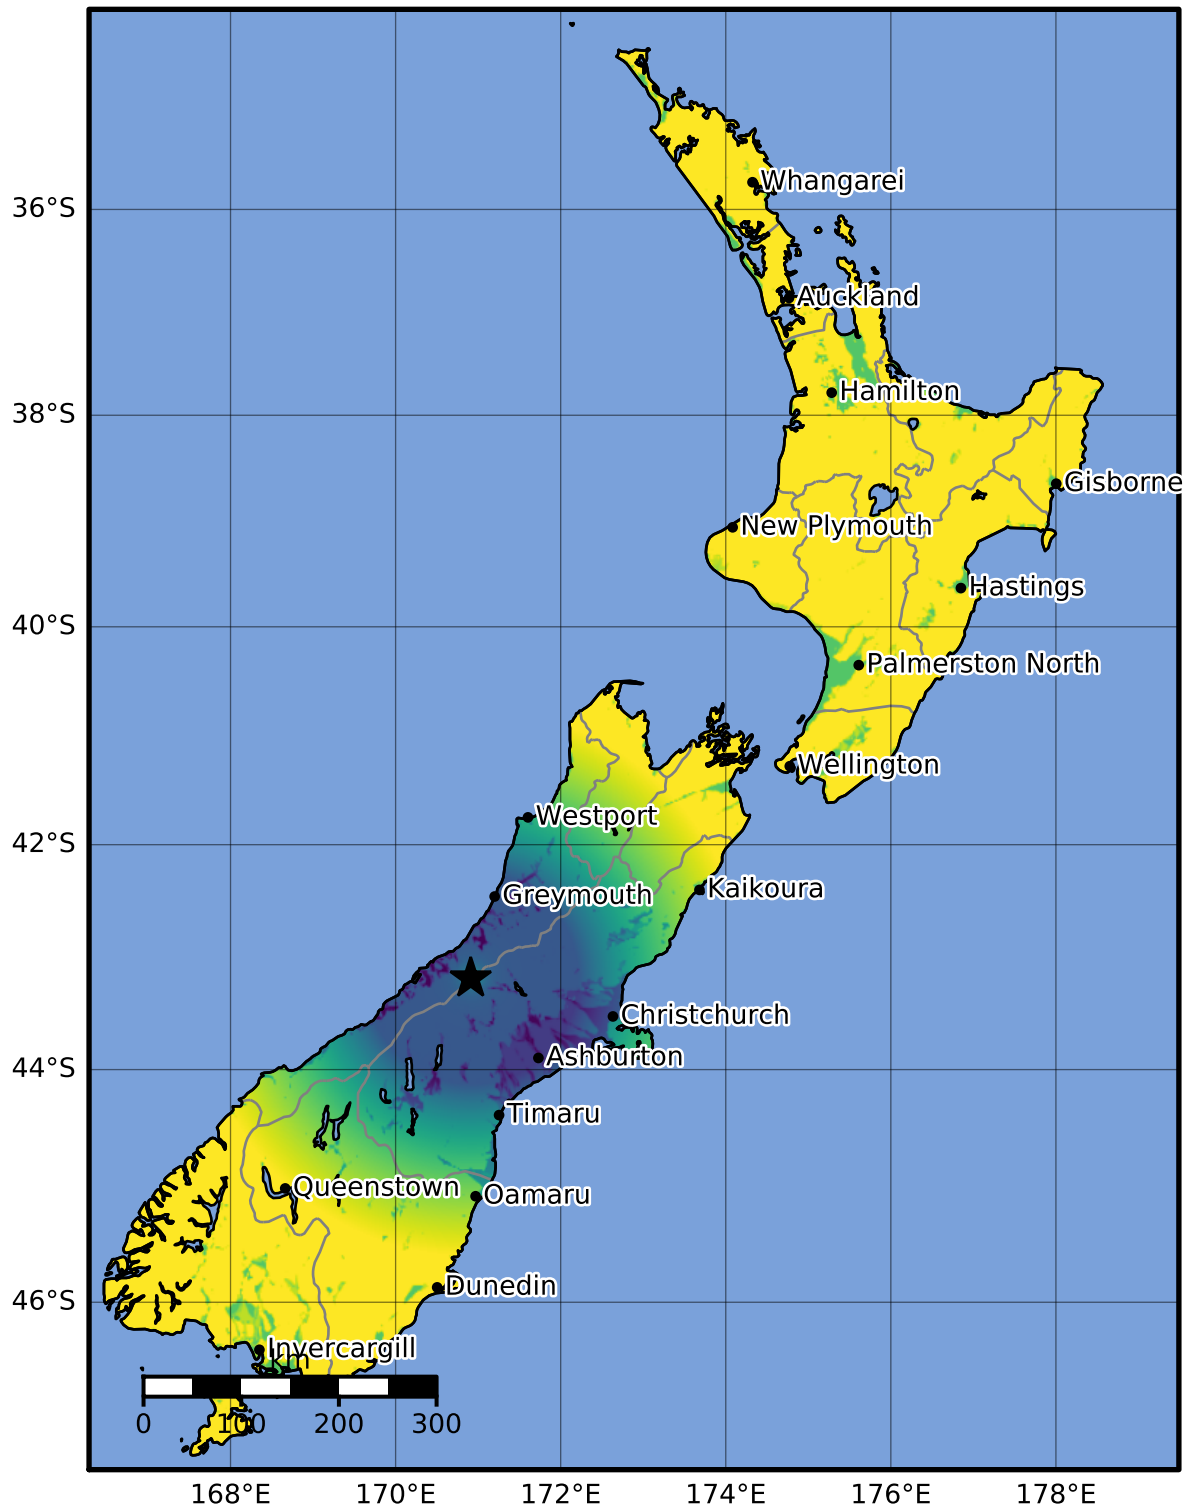 Whangarei
36°S
Auckland
Hamilton
38°S
Gisborne
New Plymouth
Hastings
40°S
Palmerston North
Wellington
Westport
42°S
Kaikoura
Greymouth
Christchurch
Ashburton
44°S
Timaru
Queenstown
Oamaru
Dunedin
46°S
Invercargill
km
0 100 200 300
168°E 170°E 172°E 174°E 176°E 178°E